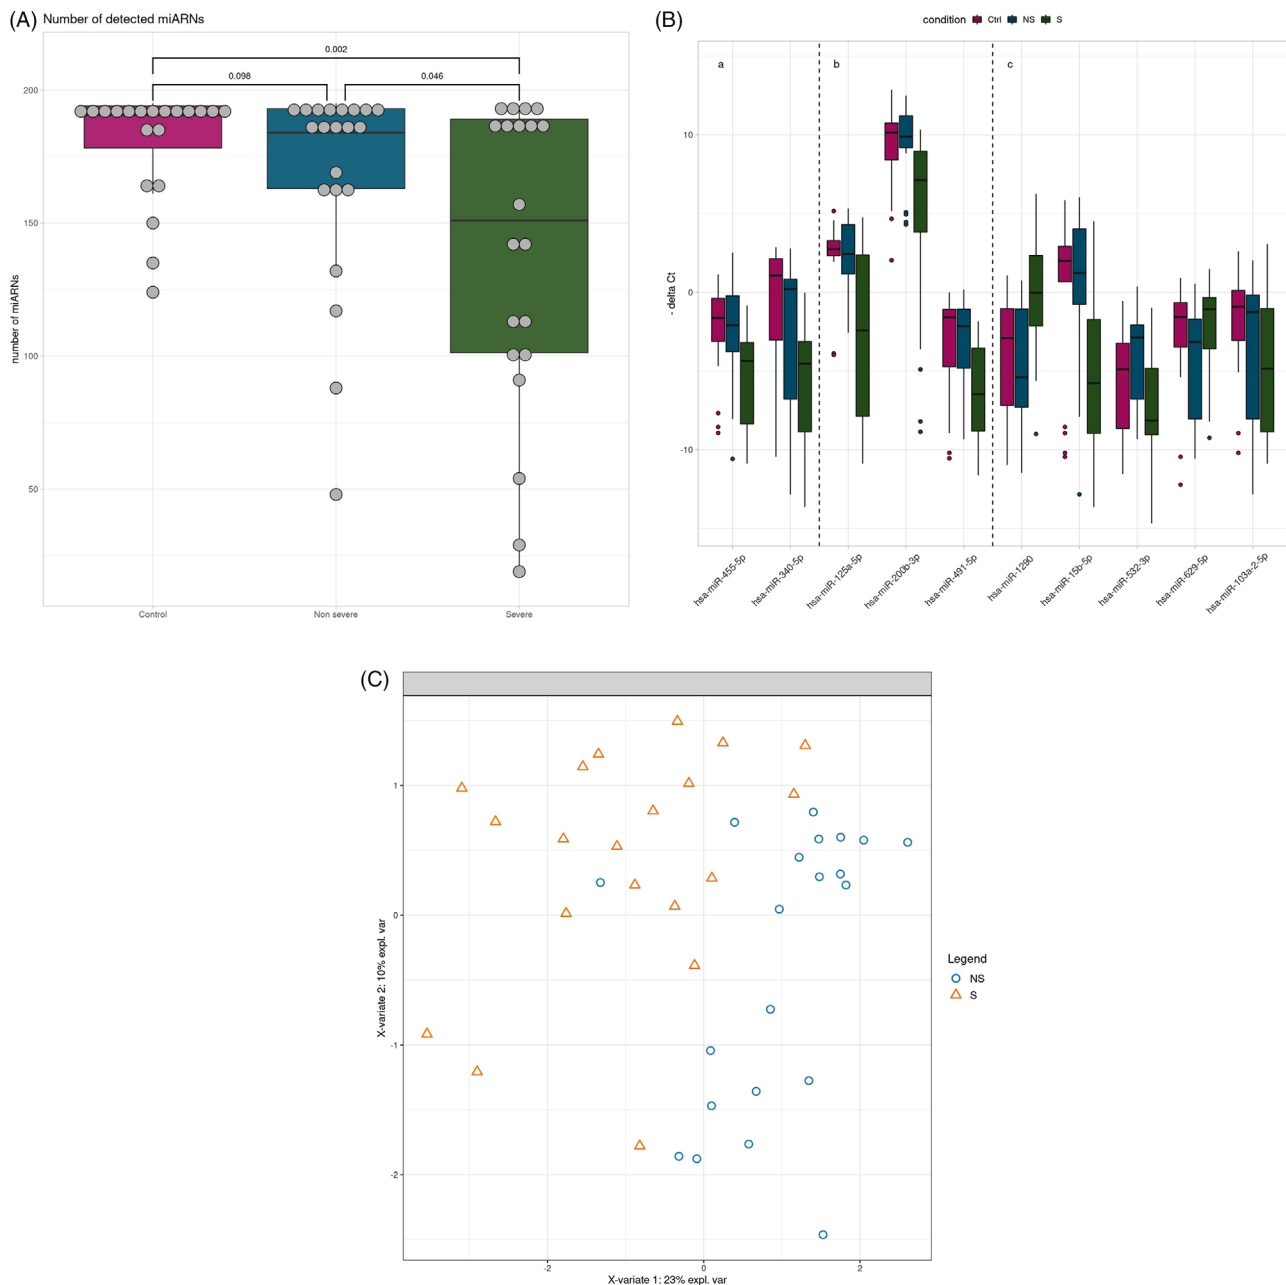 (A) Number of detected miARNs
0.002
0.098
0.046
200
150
100
50
number of miARNs
Control Non severe Severe
(B) condition Ctrl NS S
a b c
10
0
-10
- delta Ct
hsa-miR-455-5p
hsa-miR-340-5p
hsa-miR-125a-5p
hsa-miR-200b-3p
hsa-miR-491-5p
hsa-miR-1290
hsa-miR-15b-5p
hsa-miR-532-3p
hsa-miR-629-5p
hsa-miR-103a-2-5p
(C)
1
0
-1
-2
X-variate 2: 10% expl. var
-2 0 2
X-variate 1: 23% expl. var
Legend
NS
S